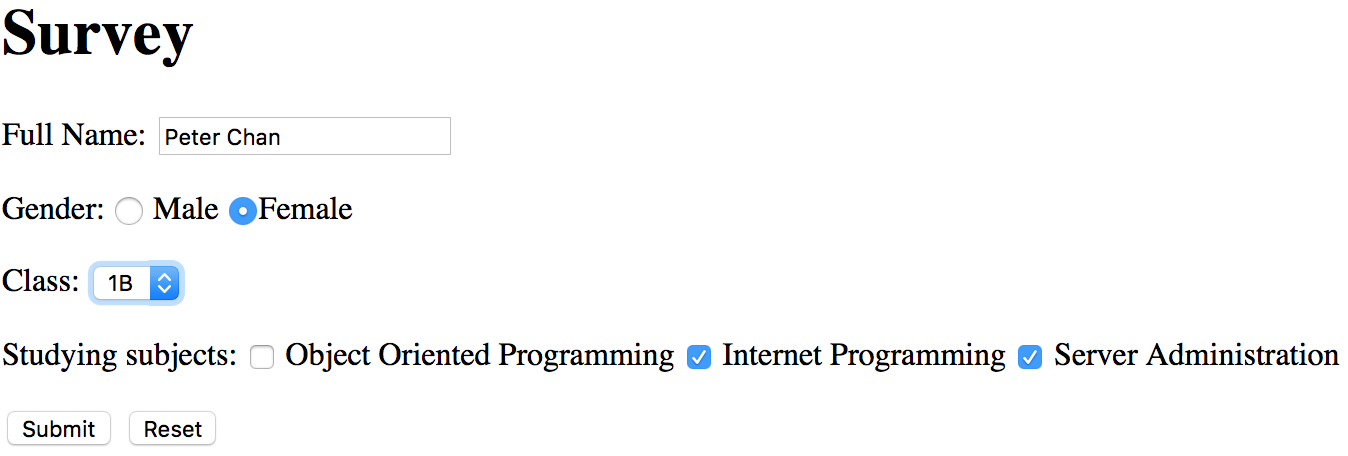 Survey
Full Name: Peter Chan
Gender: Male Female
Class: 1B
Studying subjects: Object Oriented Programming Internet Programming Server Administration
Submit Reset